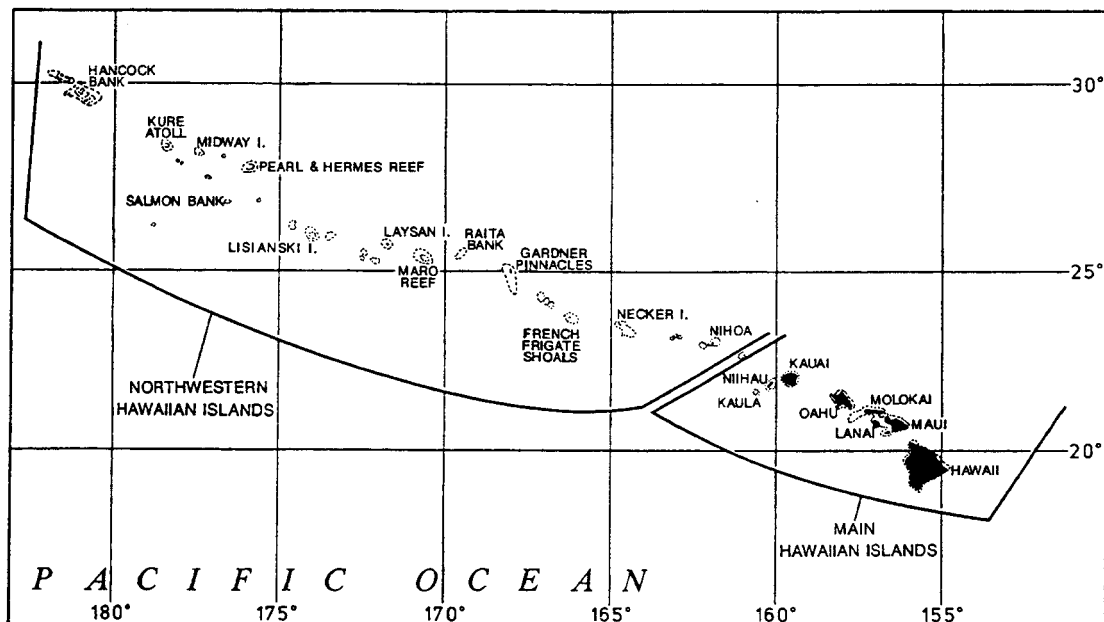 HANCOCK
BANK
30°
KURE
ATOLL
MIDWAY I.
PEARL & HERMES REEF
SALMON BANK
LISIANSKI I.
LAYSAN I.
RAITA
BANK
MARO
REEF
GARDNER
PINNACLES
25°
NECKER I.
FRENCH
FRIGATE
SHOALS
NIHOA
NORTHWESTERN
HAWAIIAN ISLANDS
KAUAI
NIIHAU
KAULA
OAHU
MOLOKAI
LANAI
MAUI
20°
HAWAII
MAIN
HAWAIIAN ISLANDS
PACIFIC OCEAN
180° 175° 170° 165° 160° 155°